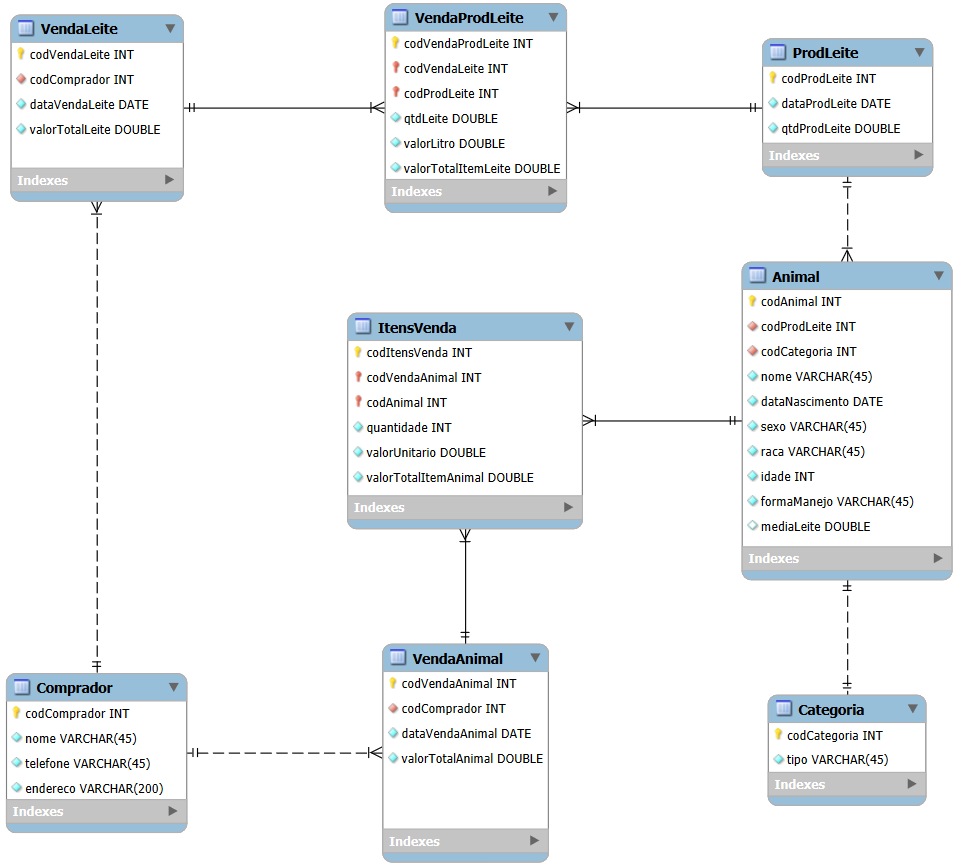 VendaLeite
codVendaLeite INT
codComprador INT
dataVendaLeite DATE
valorTotalLeite DOUBLE
Indexes
VendaProdLeite
codVendaProdLeite INT
codVendaLeite INT
codProdLeite INT
qtdLeite DOUBLE
valorLitro DOUBLE
valorTotalItemLeite DOUBLE
Indexes
ProdLeite
codProdLeite INT
dataProdLeite DATE
qtdProdLeite DOUBLE
Indexes
Animal
codAnimal INT
codProdLeite INT
codCategoria INT
nome VARCHAR(45)
dataNascimento DATE
sexo VARCHAR(45)
raca VARCHAR(45)
idade INT
formaManejo VARCHAR(45)
mediaLeite DOUBLE
Indexes
ItensVenda
codItensVenda INT
codVendaAnimal INT
codAnimal INT
quantidade INT
valorUnitario DOUBLE
valorTotalItemAnimal DOUBLE
Indexes
Comprador
codComprador INT
nome VARCHAR(45)
telefone VARCHAR(45)
endereco VARCHAR(200)
Indexes
VendaAnimal
codVendaAnimal INT
codComprador INT
dataVendaAnimal DATE
valorTotalAnimal DOUBLE
Indexes
Categoria
codCategoria INT
tipo VARCHAR(45)
Indexes